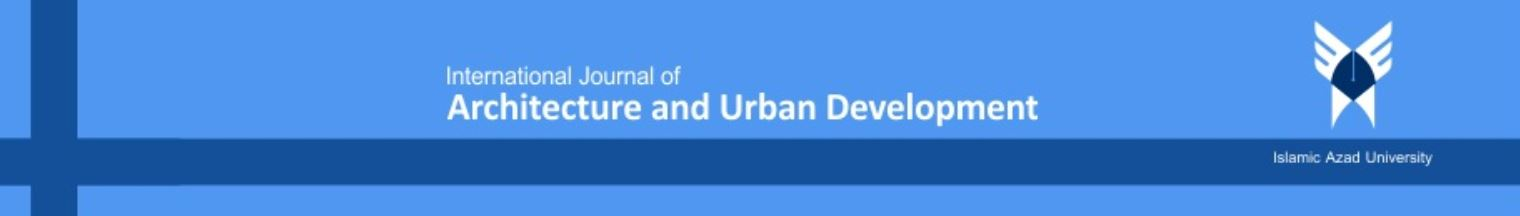 International Journal of
Architecture and Urban Development
Islamic Azad University